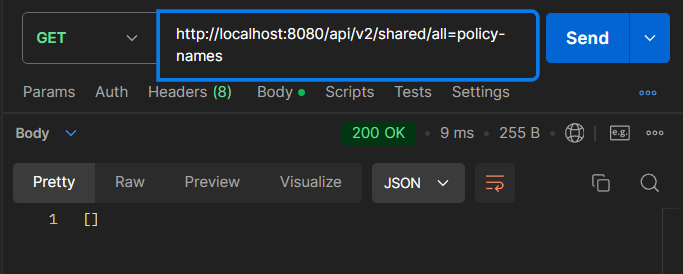 GET
http://localhost:8080/api/v2/shared/all=policy-
names
Send
Params Auth Headers (8) Body Scripts Tests Settings
Body 200 OK 9 ms 255 B e.g.
Pretty Raw Preview Visualize JSON
1 []